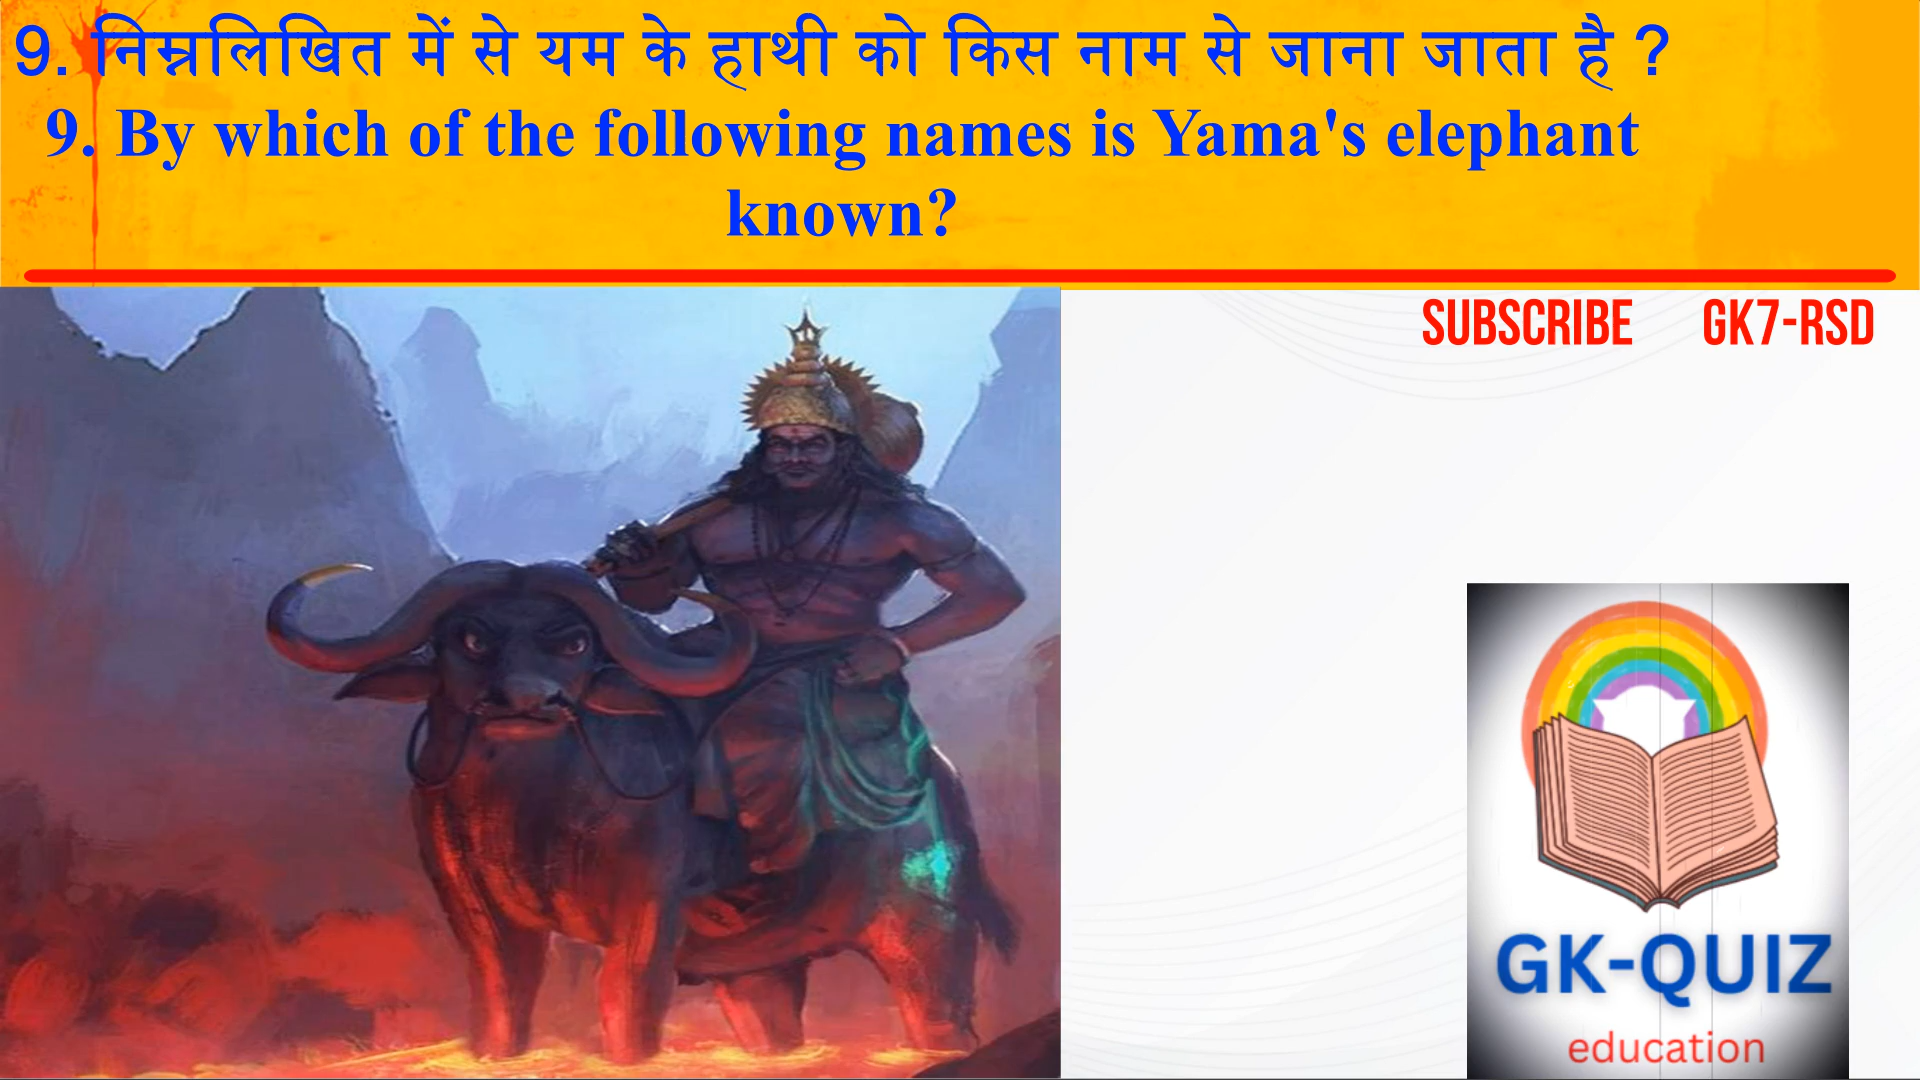 9. निम्नलिखित में से यम के हाथी को किस नाम से जाना जाता है ?
9. By which of the following names is Yama's elephant
known?
SUBSCRIBE GK7-RSD
GK-QUIZ
education